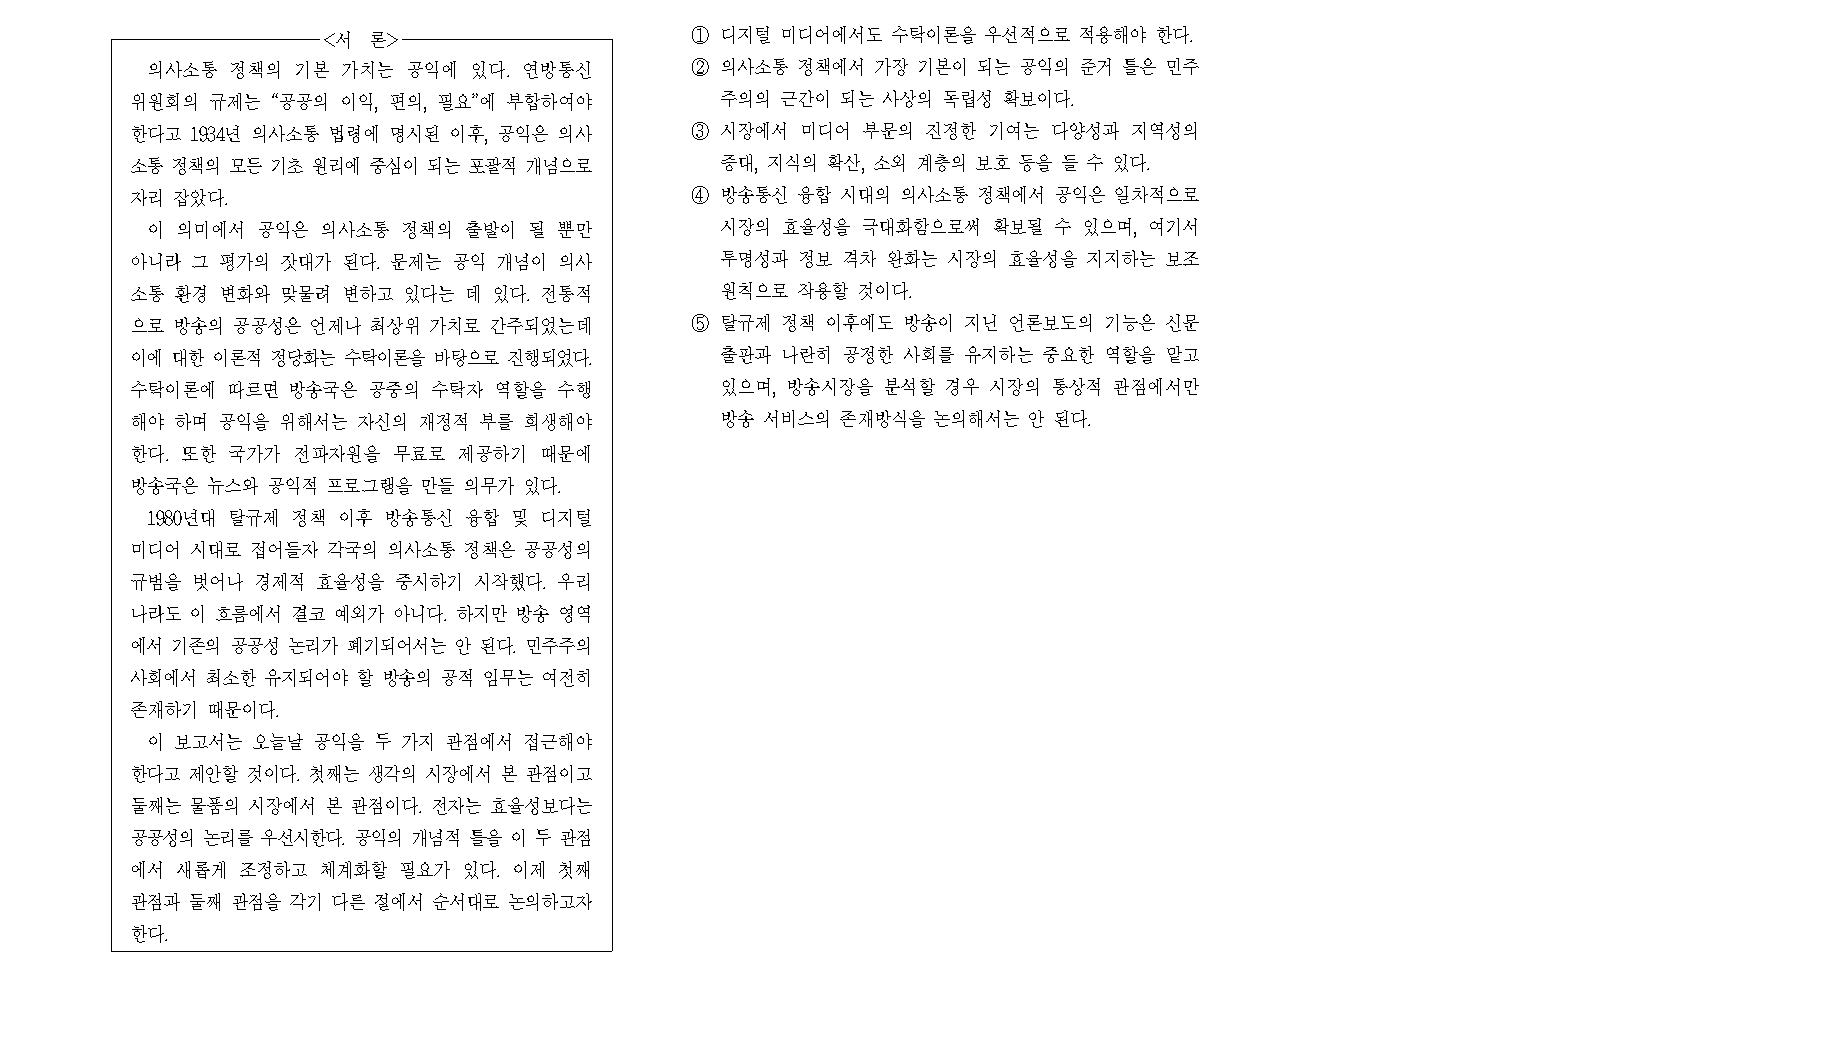 <서 론>
의사소통 정책의 기본 가치는 공익에 있다. 연방통신
위원회의 규제는 “공공의 이익, 편의, 필요”에 부합하여야
한다고 1934년 의사소통 법령에 명시된 이후, 공익은 의사
소통 정책의 모든 기초 원리에 중심이 되는 포괄적 개념으로
자리 잡았다.
이 의미에서 공익은 의사소통 정책의 출발이 될 뿐만
아니라 그 평가의 잣대가 된다. 문제는 공익 개념이 의사
소통 환경 변화와 맞물려 변하고 있다는 데 있다. 전통적
으로 방송의 공공성은 언제나 최상위 가치로 간주되었는데
이에 대한 이론적 정당화는 수탁이론을 바탕으로 진행되었다.
수탁이론에 따르면 방송국은 공중의 수탁자 역할을 수행
해야 하며 공익을 위해서는 자신의 재정적 부를 희생해야
한다. 또한 국가가 전파자원을 무료로 제공하기 때문에
방송국은 뉴스와 공익적 프로그램을 만들 의무가 있다.
1980년대 탈규제 정책 이후 방송통신 융합 및 디지털
미디어 시대로 접어들자 각국의 의사소통 정책은 공공성의
규범을 벗어나 경제적 효율성을 중시하기 시작했다. 우리
나라도 이 흐름에서 결코 예외가 아니다. 하지만 방송 영역
에서 기존의 공공성 논리가 폐기되어서는 안 된다. 민주주의
사회에서 최소한 유지되어야 할 방송의 공적 임무는 여전히
존재하기 때문이다.
이 보고서는 오늘날 공익을 두 가지 관점에서 접근해야
한다고 제안할 것이다. 첫째는 생각의 시장에서 본 관점이고
둘째는 물품의 시장에서 본 관점이다. 전자는 효율성보다는
공공성의 논리를 우선시한다. 공익의 개념적 틀을 이 두 관점
에서 새롭게 조정하고 체계화할 필요가 있다. 이제 첫째
관점과 둘째 관점을 각기 다른 절에서 순서대로 논의하고자
한다.
① 디지털 미디어에서도 수탁이론을 우선적으로 적용해야 한다.
② 의사소통 정책에서 가장 기본이 되는 공익의 준거 틀은 민주
주의의 근간이 되는 사상의 독립성 확보이다.
③ 시장에서 미디어 부문의 진정한 기여는 다양성과 지역성의
증대, 지식의 확산, 소외 계층의 보호 등을 들 수 있다.
④ 방송통신 융합 시대의 의사소통 정책에서 공익은 일차적으로
시장의 효율성을 극대화함으로써 확보될 수 있으며, 여기서
투명성과 정보 격차 완화는 시장의 효율성을 지지하는 보조
원칙으로 작용할 것이다.
⑤ 탈규제 정책 이후에도 방송이 지닌 언론보도의 기능은 신문
출판과 나란히 공정한 사회를 유지하는 중요한 역할을 맡고
있으며, 방송시장을 분석할 경우 시장의 통상적 관점에서만
방송 서비스의 존재방식을 논의해서는 안 된다.